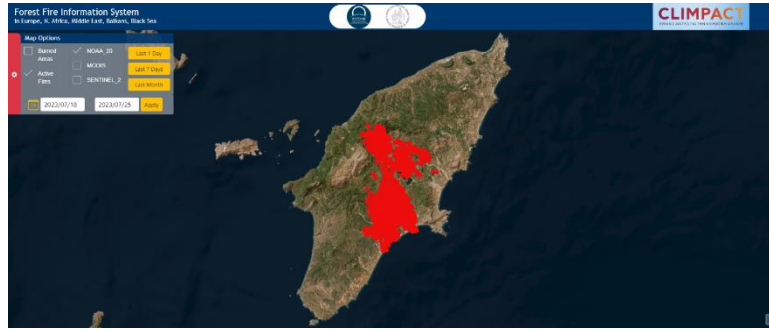 Forest Fire Information System
In Europe, N. Africa, Middle East, Balkans, Black Sea
CLIMPACT
Map Options
Burned Areas
NOAA_20
Last 1 Day
MODIS
Last 7 Days
Active Fires
SENTINEL_2
Last Month
2023/07/18
2023/07/25
Apply